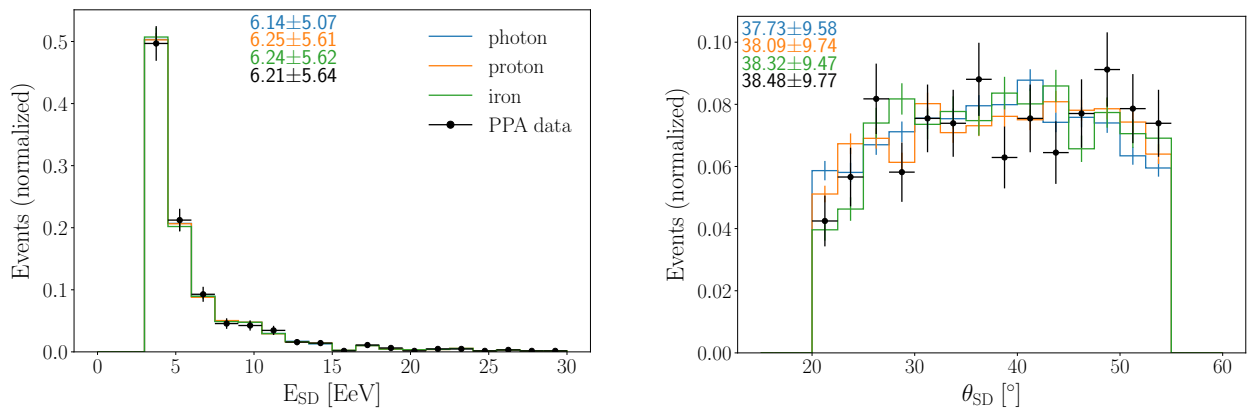 6.14±5.07
6.25±5.61
6.24±5.62
6.21±5.64
photon
proton
iron
PPA data
Events (normalized)
0.5
0.4
0.3
0.2
0.1
0.0
0 5 10 15 20 25 30
E_SD [EeV]
37.73±9.58
38.09±9.74
38.32±9.47
38.48±9.77
Events (normalized)
0.10
0.08
0.06
0.04
0.02
0.00
20 30 40 50 60
θ_SD [°]